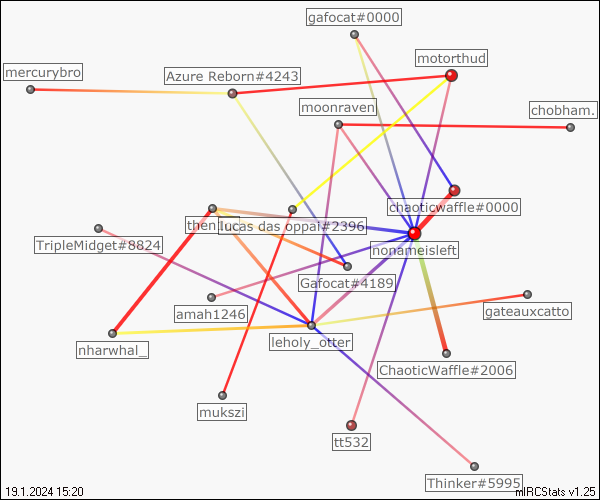 gafocat#0000
motorthud
mercurybro
Azure Reborn#4243
moonraven
chobham.
chaoticwaffle#0000
lucas das oppai#2396
TripleMidget#8824
nonameisleft
Gafocat#4189
amah1246
gateauxcatto
leholy_otter
nharwhal_
ChaoticWaffle#2006
mukszi
tt532
Thinker#5995
19.1.2024 15:20
mIRCStats v1.25